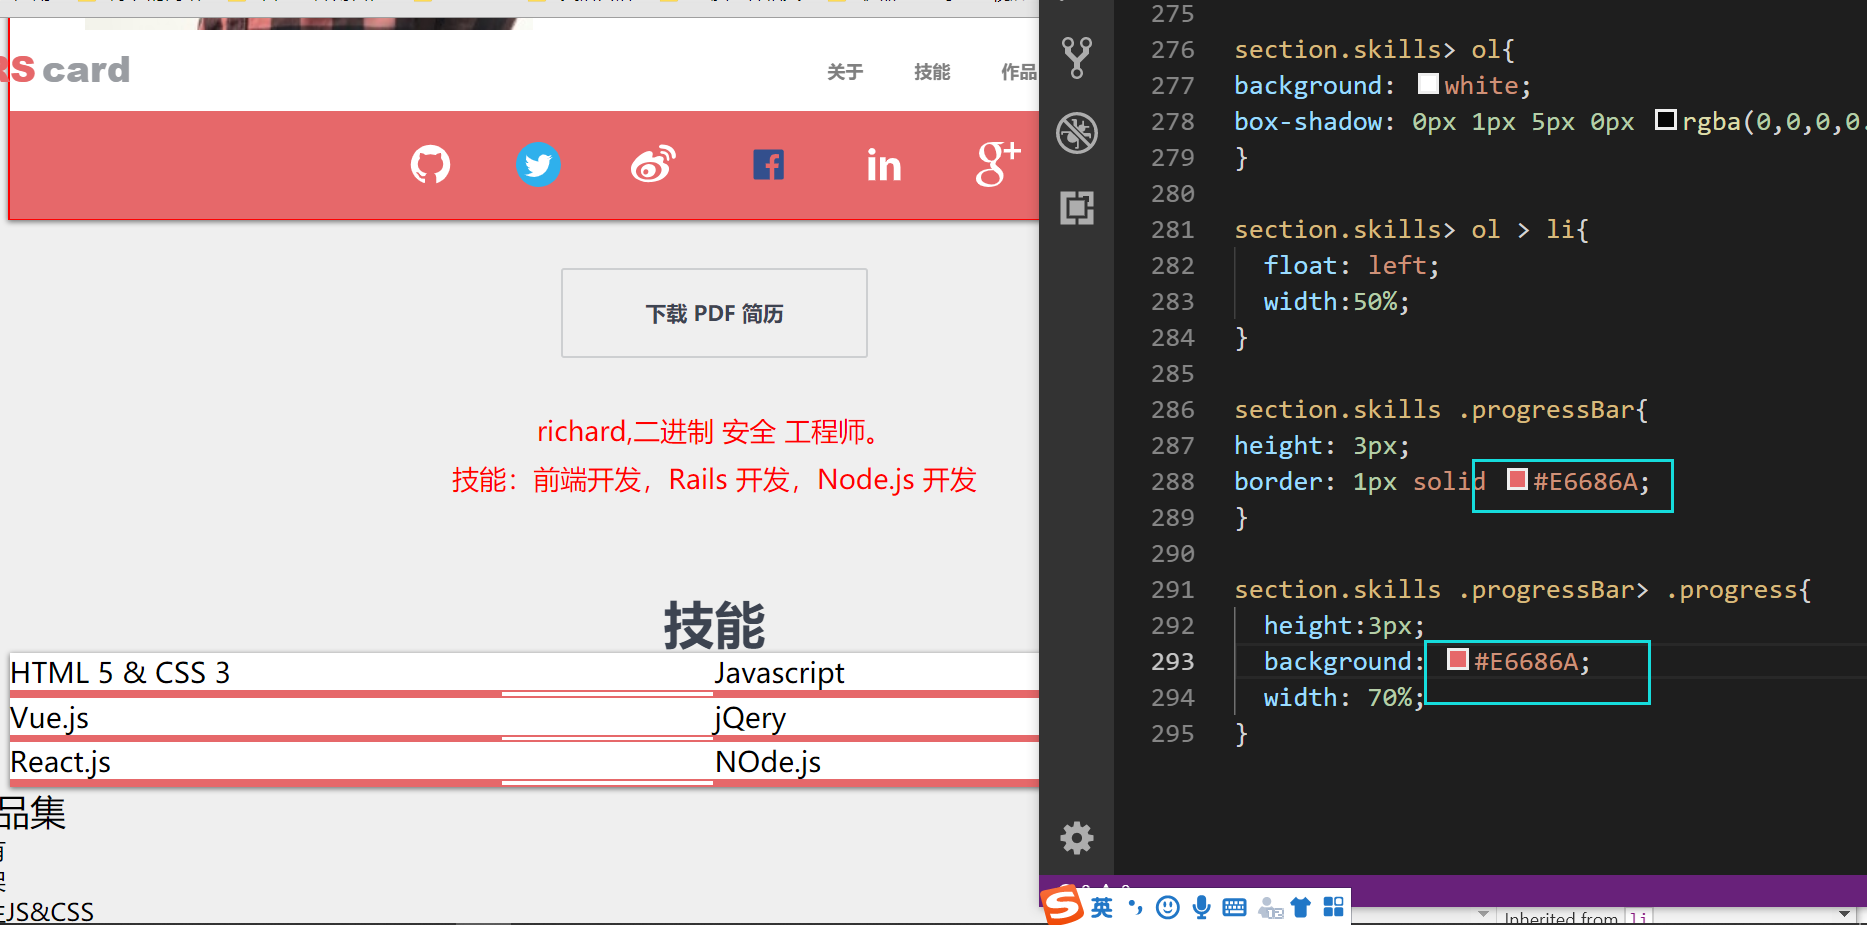 RS card
关于 技能 作品
下载 PDF 简历
richard,二进制 安全 工程师。
技能：前端开发，Rails 开发，Node.js 开发
技能
HTML 5 & CSS 3 Javascript
Vue.js jQery
React.js NOde.js
品集
JS&CSS
275
276 section.skills> ol{
277 background: white;
278 box-shadow: 0px 1px 5px 0px rgba(0,0,0,0.
279 }
280
281 section.skills> ol > li{
282 float: left;
283 width:50%;
284 }
285
286 section.skills .progressBar{
287 height: 3px;
288 border: 1px solid #E6686A;
289 }
290
291 section.skills .progressBar> .progress{
292 height:3px;
293 background: #E6686A;
294 width: 70%;
295 }
英
Inherited from li